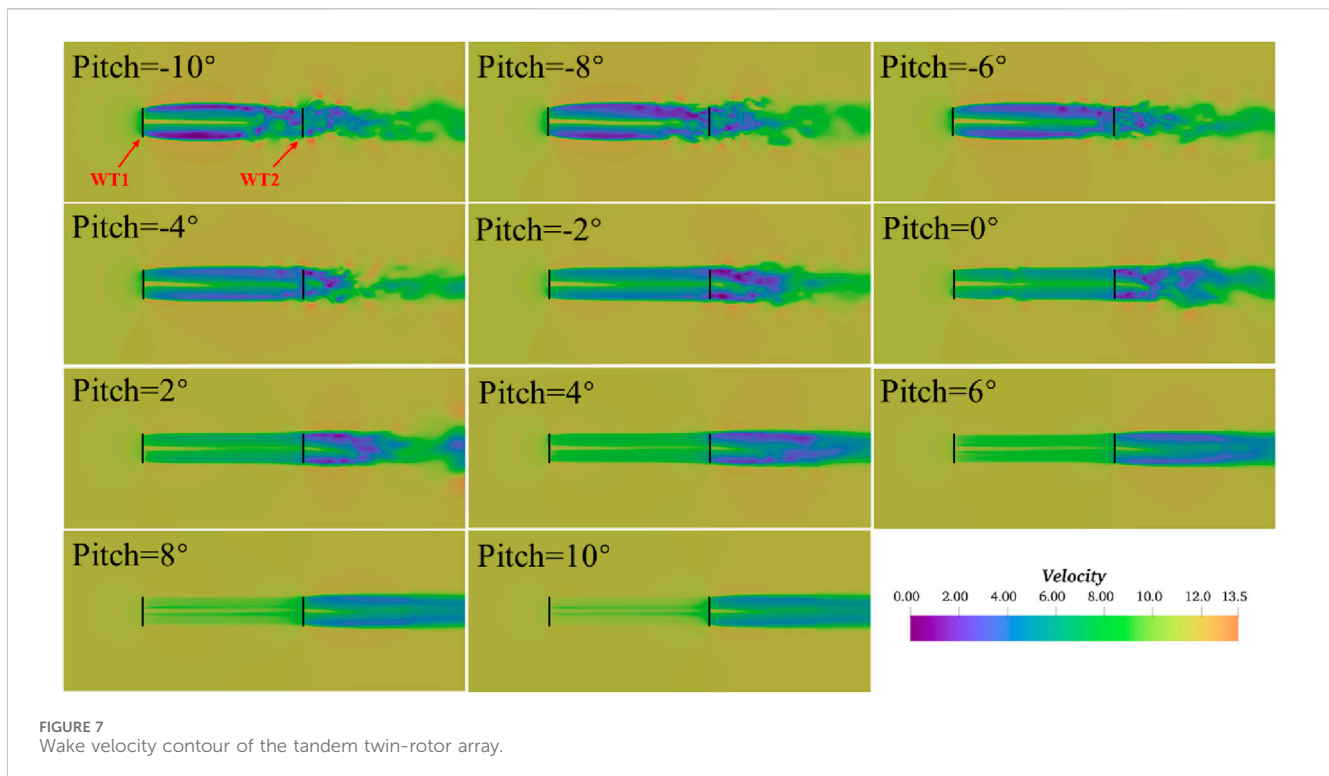 Pitch=-10°
Pitch=-8°
Pitch=-6°
WT1
WT2
Pitch=-4°
Pitch=-2°
Pitch=0°
Pitch=2°
Pitch=4°
Pitch=6°
Pitch=8°
Pitch=10°
Velocity
0.00 2.00 4.00 6.00 8.00 10.0 12.0 13.5
FIGURE 7
Wake velocity contour of the tandem twin-rotor array.